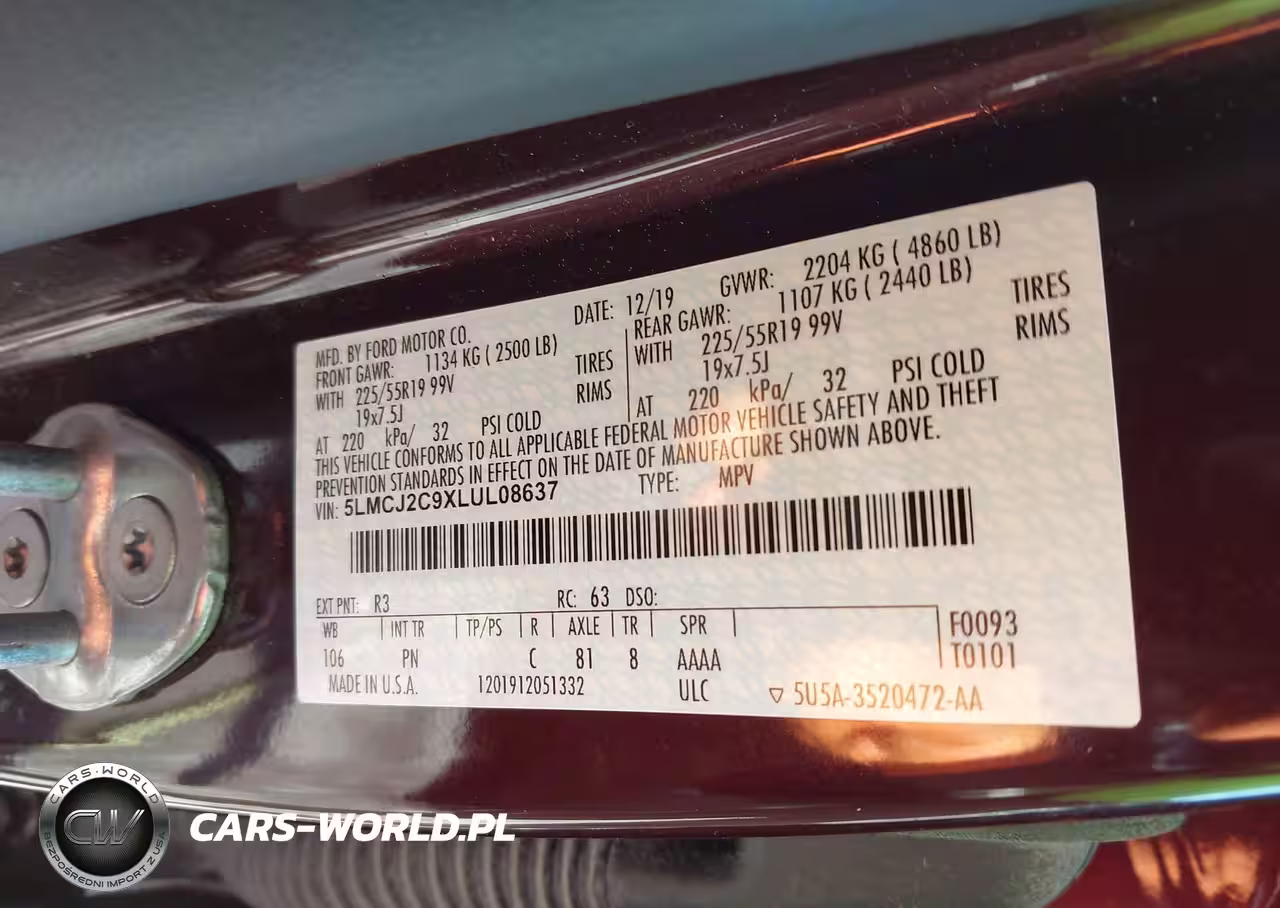 MFD. BY FORD MOTOR CO. DATE: 12/19 GVWR: 2204 KG ( 4860 LB)
FRONT GAWR: 1134 KG ( 2500 LB) REAR GAWR: 1107 KG ( 2440 LB)
WITH 225/55R19 99V TIRES WITH 225/55R19 99V TIRES
19x7.5J RIMS 19x7.5J RIMS
AT 220 kPa/ 32 PSI COLD AT 220 kPa/ 32 PSI COLD
THIS VEHICLE CONFORMS TO ALL APPLICABLE FEDERAL MOTOR VEHICLE SAFETY AND THEFT
PREVENTION STANDARDS IN EFFECT ON THE DATE OF MANUFACTURE SHOWN ABOVE.
VIN: 5LMCJ2C9XLUL08637 TYPE: MPV
EXT PNT: R3 RC: 63 DSO:
WB INT TR TP/PS R AXLE TR SPR F0093
106 PN C 81 8 AAAA T0101
MADE IN U.S.A. 1201912051332 ULC ▽ 5U5A-3520472-AA
CARS-WORLD
CW
BEZPOŚREDNI IMPORT Z USA
CARS-WORLD.PL